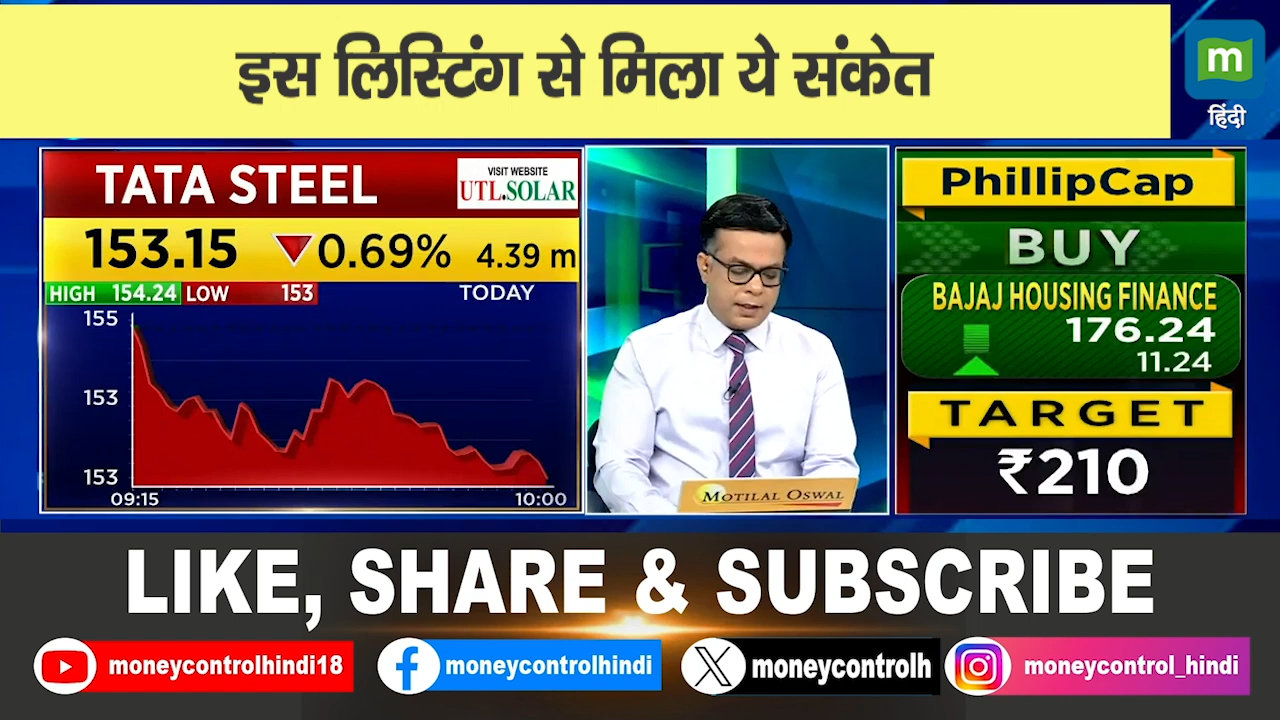 इस लिस्टिंग से मिला ये संकेत
m
हिंदी
TATA STEEL
VISIT WEBSITE
UTL.SOLAR
153.15 0.69% 4.39 m
HIGH 154.24 LOW 153 TODAY
155
153
153
09:15 10:00
MOTILAL OSWAL
PhillipCap
BUY
BAJAJ HOUSING FINANCE
176.24
11.24
TARGET
₹210
LIKE, SHARE & SUBSCRIBE
moneycontrolhindi18 moneycontrolhindi moneycontrolh moneycontrol_hindi